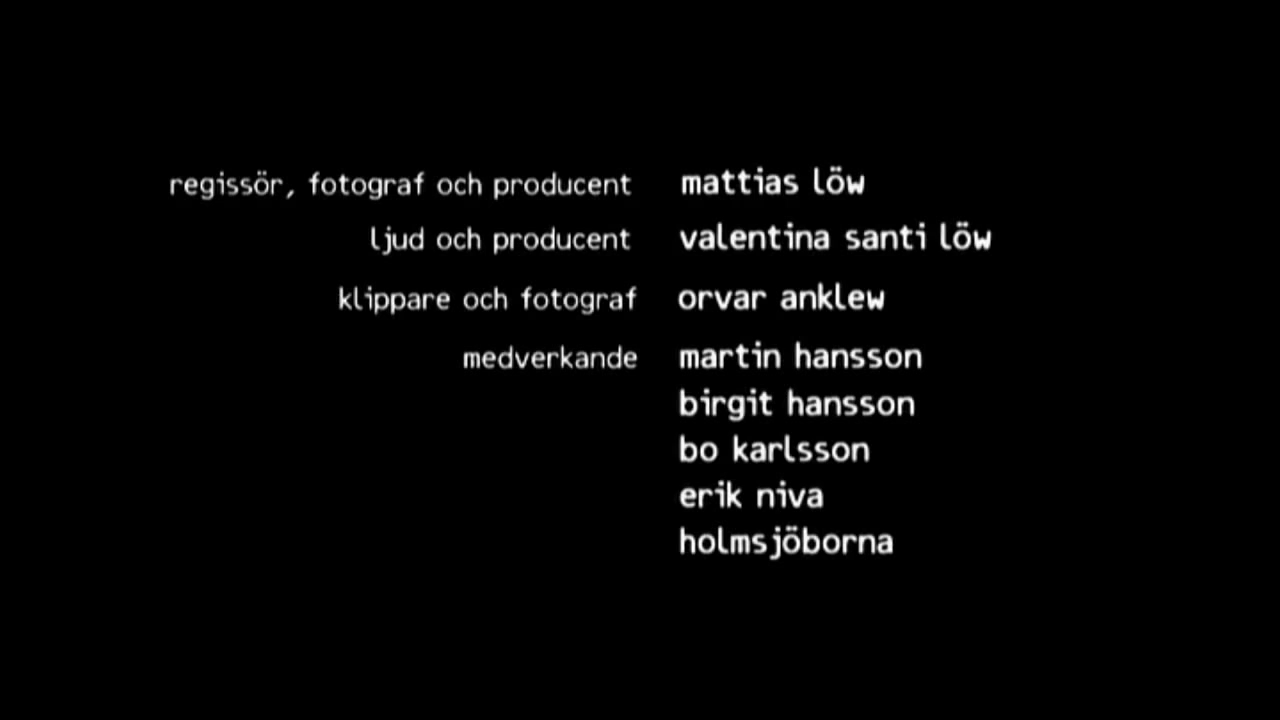 regissör, fotograf och producent mattias löw
ljud och producent valentina santi löw
klippare och fotograf orvar anklew
medverkande martin hansson
birgit hansson
bo karlsson
erik niva
holmsjöborna